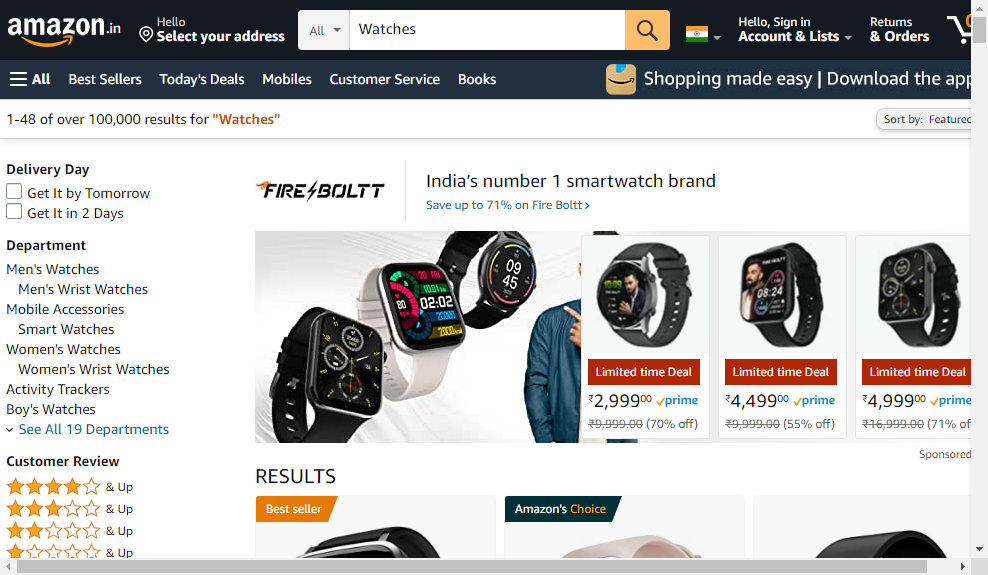 amazon.in
Hello
Select your address
All
Watches
Hello, Sign in
Account & Lists
Returns
& Orders
0
All
Best Sellers
Today's Deals
Mobiles
Customer Service
Books
Shopping made easy | Download the app
1-48 of over 100,000 results for "Watches"
Sort by: Featured
Delivery Day
Get It by Tomorrow
Get It in 2 Days
Department
Men's Watches
Men's Wrist Watches
Mobile Accessories
Smart Watches
Women's Watches
Women's Wrist Watches
Activity Trackers
Boy's Watches
See All 19 Departments
Customer Review
& Up
& Up
& Up
& Up
FIRE BOLTT
India's number 1 smartwatch brand
Save up to 71% on Fire Boltt
02:02
09
45
10:09
FIRE-BOLTT
08:24
Limited time Deal
₹2,99900 prime
₹9,999.00 (70% off)
Limited time Deal
₹4,49900 prime
₹9,999.00 (55% off)
Limited time Deal
₹4,99900 prime
₹16,999.00 (71% of
Sponsored
RESULTS
Best seller
Amazon's Choice